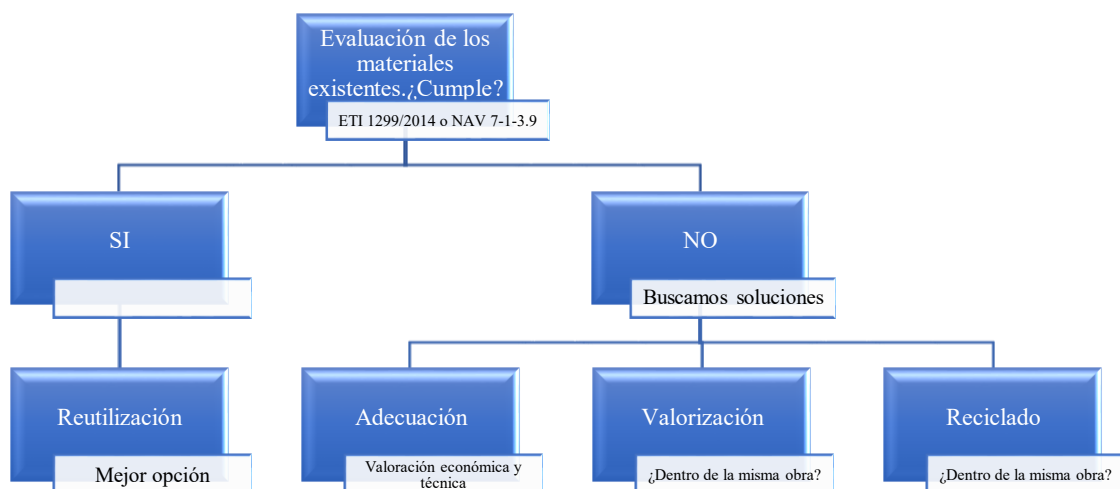 Evaluación de los
materiales
existentes.¿Cumple?
ETI 1299/2014 o NAV 7-1-3.9
SI
NO
Buscamos soluciones
Reutilización
Mejor opción
Adecuación
Valoración económica y
técnica
Valorización
¿Dentro de la misma obra?
Reciclado
¿Dentro de la misma obra?